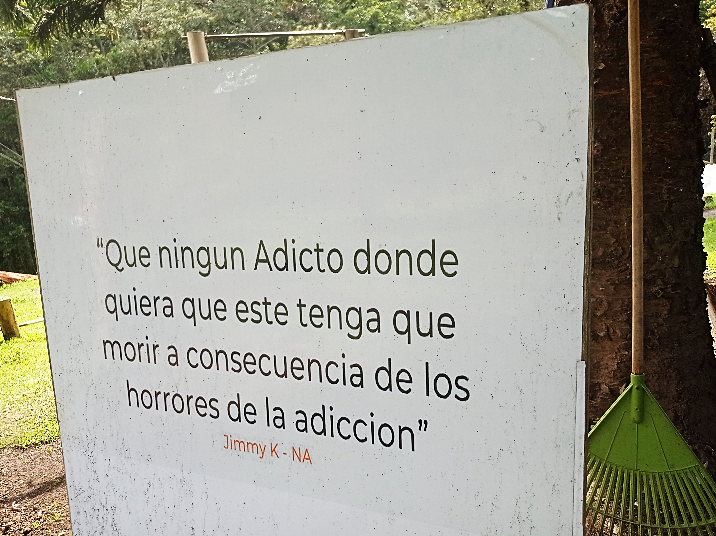 “Que ningun Adicto donde
quiera que este tenga que
morir a consecuencia de los
horrores de la adiccion”
Jimmy K - NA